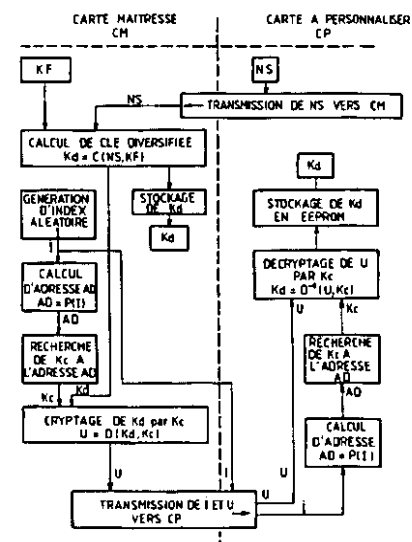 CARTE MAITRESSE
CM
CARTE A PERSONNALISER
CP
KF
NS
NS
TRANSMISSION DE NS VERS CM
CALCUL DE CLE DIVERSIFIÉE
Kd = C(NS,KF)
Kd
GENERATION
D'INDEX
ALEATOIRE
STOCKAGE
DE Kd
STOCKAGE DE Kd
EN EEPROM
Kd
I
CALCUL
D'ADRESSE AD
AD = P(I)
DECRYPTAGE DE U
PAR Kc
Kd = D⁻¹(U,Kc)
U
Kc
AD
RECHERCHE
DE Kc A
L'ADRESSE AD
RECHERCHE
DE Kc A
L'ADRESSE
AD
Kc
Kd
AD
CRYPTAGE DE Kd par Kc
U = D(Kd,Kc)
CALCUL
D'ADRESSE
AD = P(I)
U
I
U
U
TRANSMISSION DE I ET U
VERS CP
i